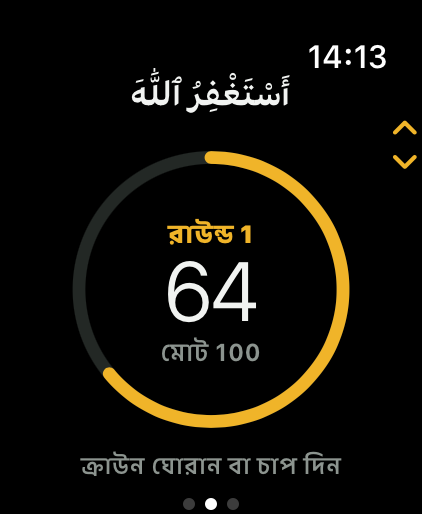 14:13
أَسْتَغْفِرُ ٱللَّهَ
রাউন্ড 1
64
মোট 100
ক্রাউন ঘোরান বা চাপ দিন